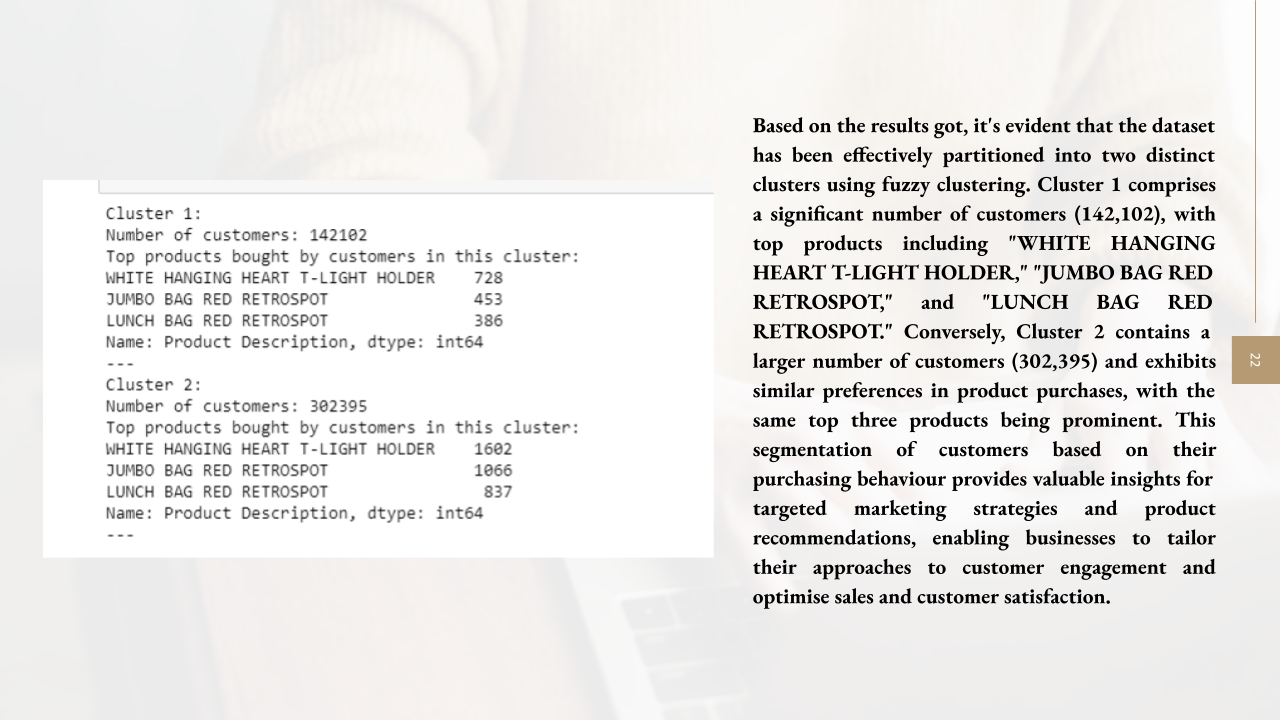 Cluster 1:
Number of customers: 142102
Top products bought by customers in this cluster:
WHITE HANGING HEART T-LIGHT HOLDER    728
JUMBO BAG RED RETROSPOT               453
LUNCH BAG RED RETROSPOT               386
Name: Product Description, dtype: int64
---
Cluster 2:
Number of customers: 302395
Top products bought by customers in this cluster:
WHITE HANGING HEART T-LIGHT HOLDER    1602
JUMBO BAG RED RETROSPOT               1066
LUNCH BAG RED RETROSPOT                837
Name: Product Description, dtype: int64
---
Based on the results got, it's evident that the dataset
has been effectively partitioned into two distinct
clusters using fuzzy clustering. Cluster 1 comprises
a significant number of customers (142,102), with
top products including "WHITE HANGING
HEART T-LIGHT HOLDER," "JUMBO BAG RED
RETROSPOT," and "LUNCH BAG RED
RETROSPOT." Conversely, Cluster 2 contains a
larger number of customers (302,395) and exhibits
similar preferences in product purchases, with the
same top three products being prominent. This
segmentation of customers based on their
purchasing behaviour provides valuable insights for
targeted marketing strategies and product
recommendations, enabling businesses to tailor
their approaches to customer engagement and
optimise sales and customer satisfaction.
22